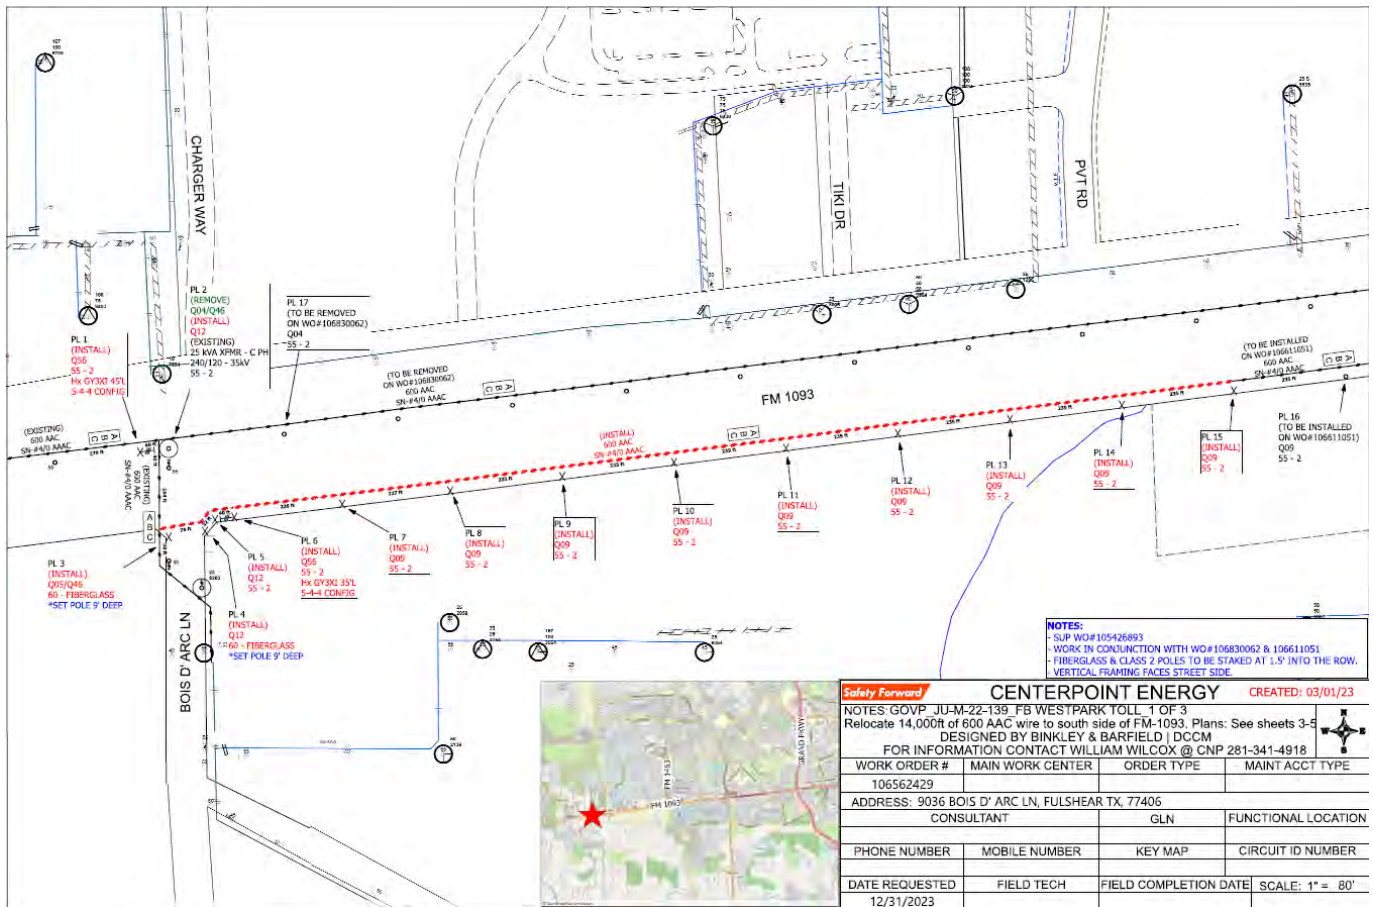 CHARGER WAY
TIKI DR
PVT RD
PL 2
(REMOVE)
Q04/Q46
(INSTALL)
Q12
(EXISTING)
25 kVA XFMR - C PH
240/120 - 35kV
55 - 2
PL 17
(TO BE REMOVED
ON WO#106830062)
Q04
55 - 2
PL 1
(INSTALL)
Q56
55 - 2
Hx GY3XI 45'L
5-4-4 CONFIG
(TO BE REMOVED
ON WO#106830062)
600 AAC
SN-#4/0 AAAC
A B C
FM 1093
(TO BE INSTALLED
ON WO#106611051)
600 AAC
SN-#4/0 AAAC
A B C
(EXISTING)
600 AAC
SN-#4/0 AAAC
A B C
(EXISTING)
600 AAC
SN-#4/0 AAAC
A
B
C
(INSTALL)
600 AAC
SN-#4/0 AAAC
A B C
PL 3
(INSTALL)
Q05/Q46
60 - FIBERGLASS
*SET POLE 9' DEEP
PL 4
(INSTALL)
Q12
60 - FIBERGLASS
*SET POLE 9' DEEP
PL 5
(INSTALL)
Q12
55 - 2
PL 6
(INSTALL)
Q56
55 - 2
Hx GY3XI 35'L
5-4-4 CONFIG
PL 7
(INSTALL)
Q09
55 - 2
PL 8
(INSTALL)
Q09
55 - 2
PL 9
(INSTALL)
Q09
55 - 2
PL 10
(INSTALL)
Q09
55 - 2
PL 11
(INSTALL)
Q09
55 - 2
PL 12
(INSTALL)
Q09
55 - 2
PL 13
(INSTALL)
Q09
55 - 2
PL 14
(INSTALL)
Q09
55 - 2
PL 15
(INSTALL)
Q09
55 - 2
PL 16
(TO BE INSTALLED
ON WO#106611051)
Q09
55 - 2
BOIS D' ARC LN
NOTES:
- SUP WO#105426893
- WORK IN CONJUNCTION WITH WO#106830062 & 106611051
- FIBERGLASS & CLASS 2 POLES TO BE STAKED AT 1.5' INTO THE ROW.
- VERTICAL FRAMING FACES STREET SIDE.
FM 1463
FM 1093
GRAND PKWY
Safety Forward
CENTERPOINT ENERGY
CREATED: 03/01/23
NOTES: GOVP_JU-M-22-139_FB WESTPARK TOLL_1 OF 3
Relocate 14,000ft of 600 AAC wire to south side of FM-1093. Plans: See sheets 3-5
DESIGNED BY BINKLEY & BARFIELD | DCCM
FOR INFORMATION CONTACT WILLIAM WILCOX @ CNP 281-341-4918
N
W E
S
WORK ORDER # MAIN WORK CENTER ORDER TYPE MAINT ACCT TYPE
106562429
ADDRESS: 9036 BOIS D' ARC LN, FULSHEAR TX, 77406
CONSULTANT GLN FUNCTIONAL LOCATION
PHONE NUMBER MOBILE NUMBER KEY MAP CIRCUIT ID NUMBER
DATE REQUESTED FIELD TECH FIELD COMPLETION DATE SCALE: 1" = 80'
12/31/2023